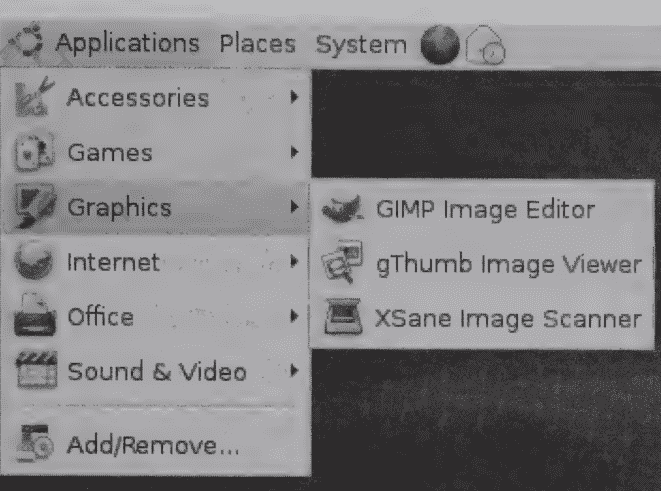 Applications Places System
Accessories
Games
Graphics
GIMP Image Editor
Internet
gThumb Image Viewer
Office
XSane Image Scanner
Sound & Video
Add/Remove...